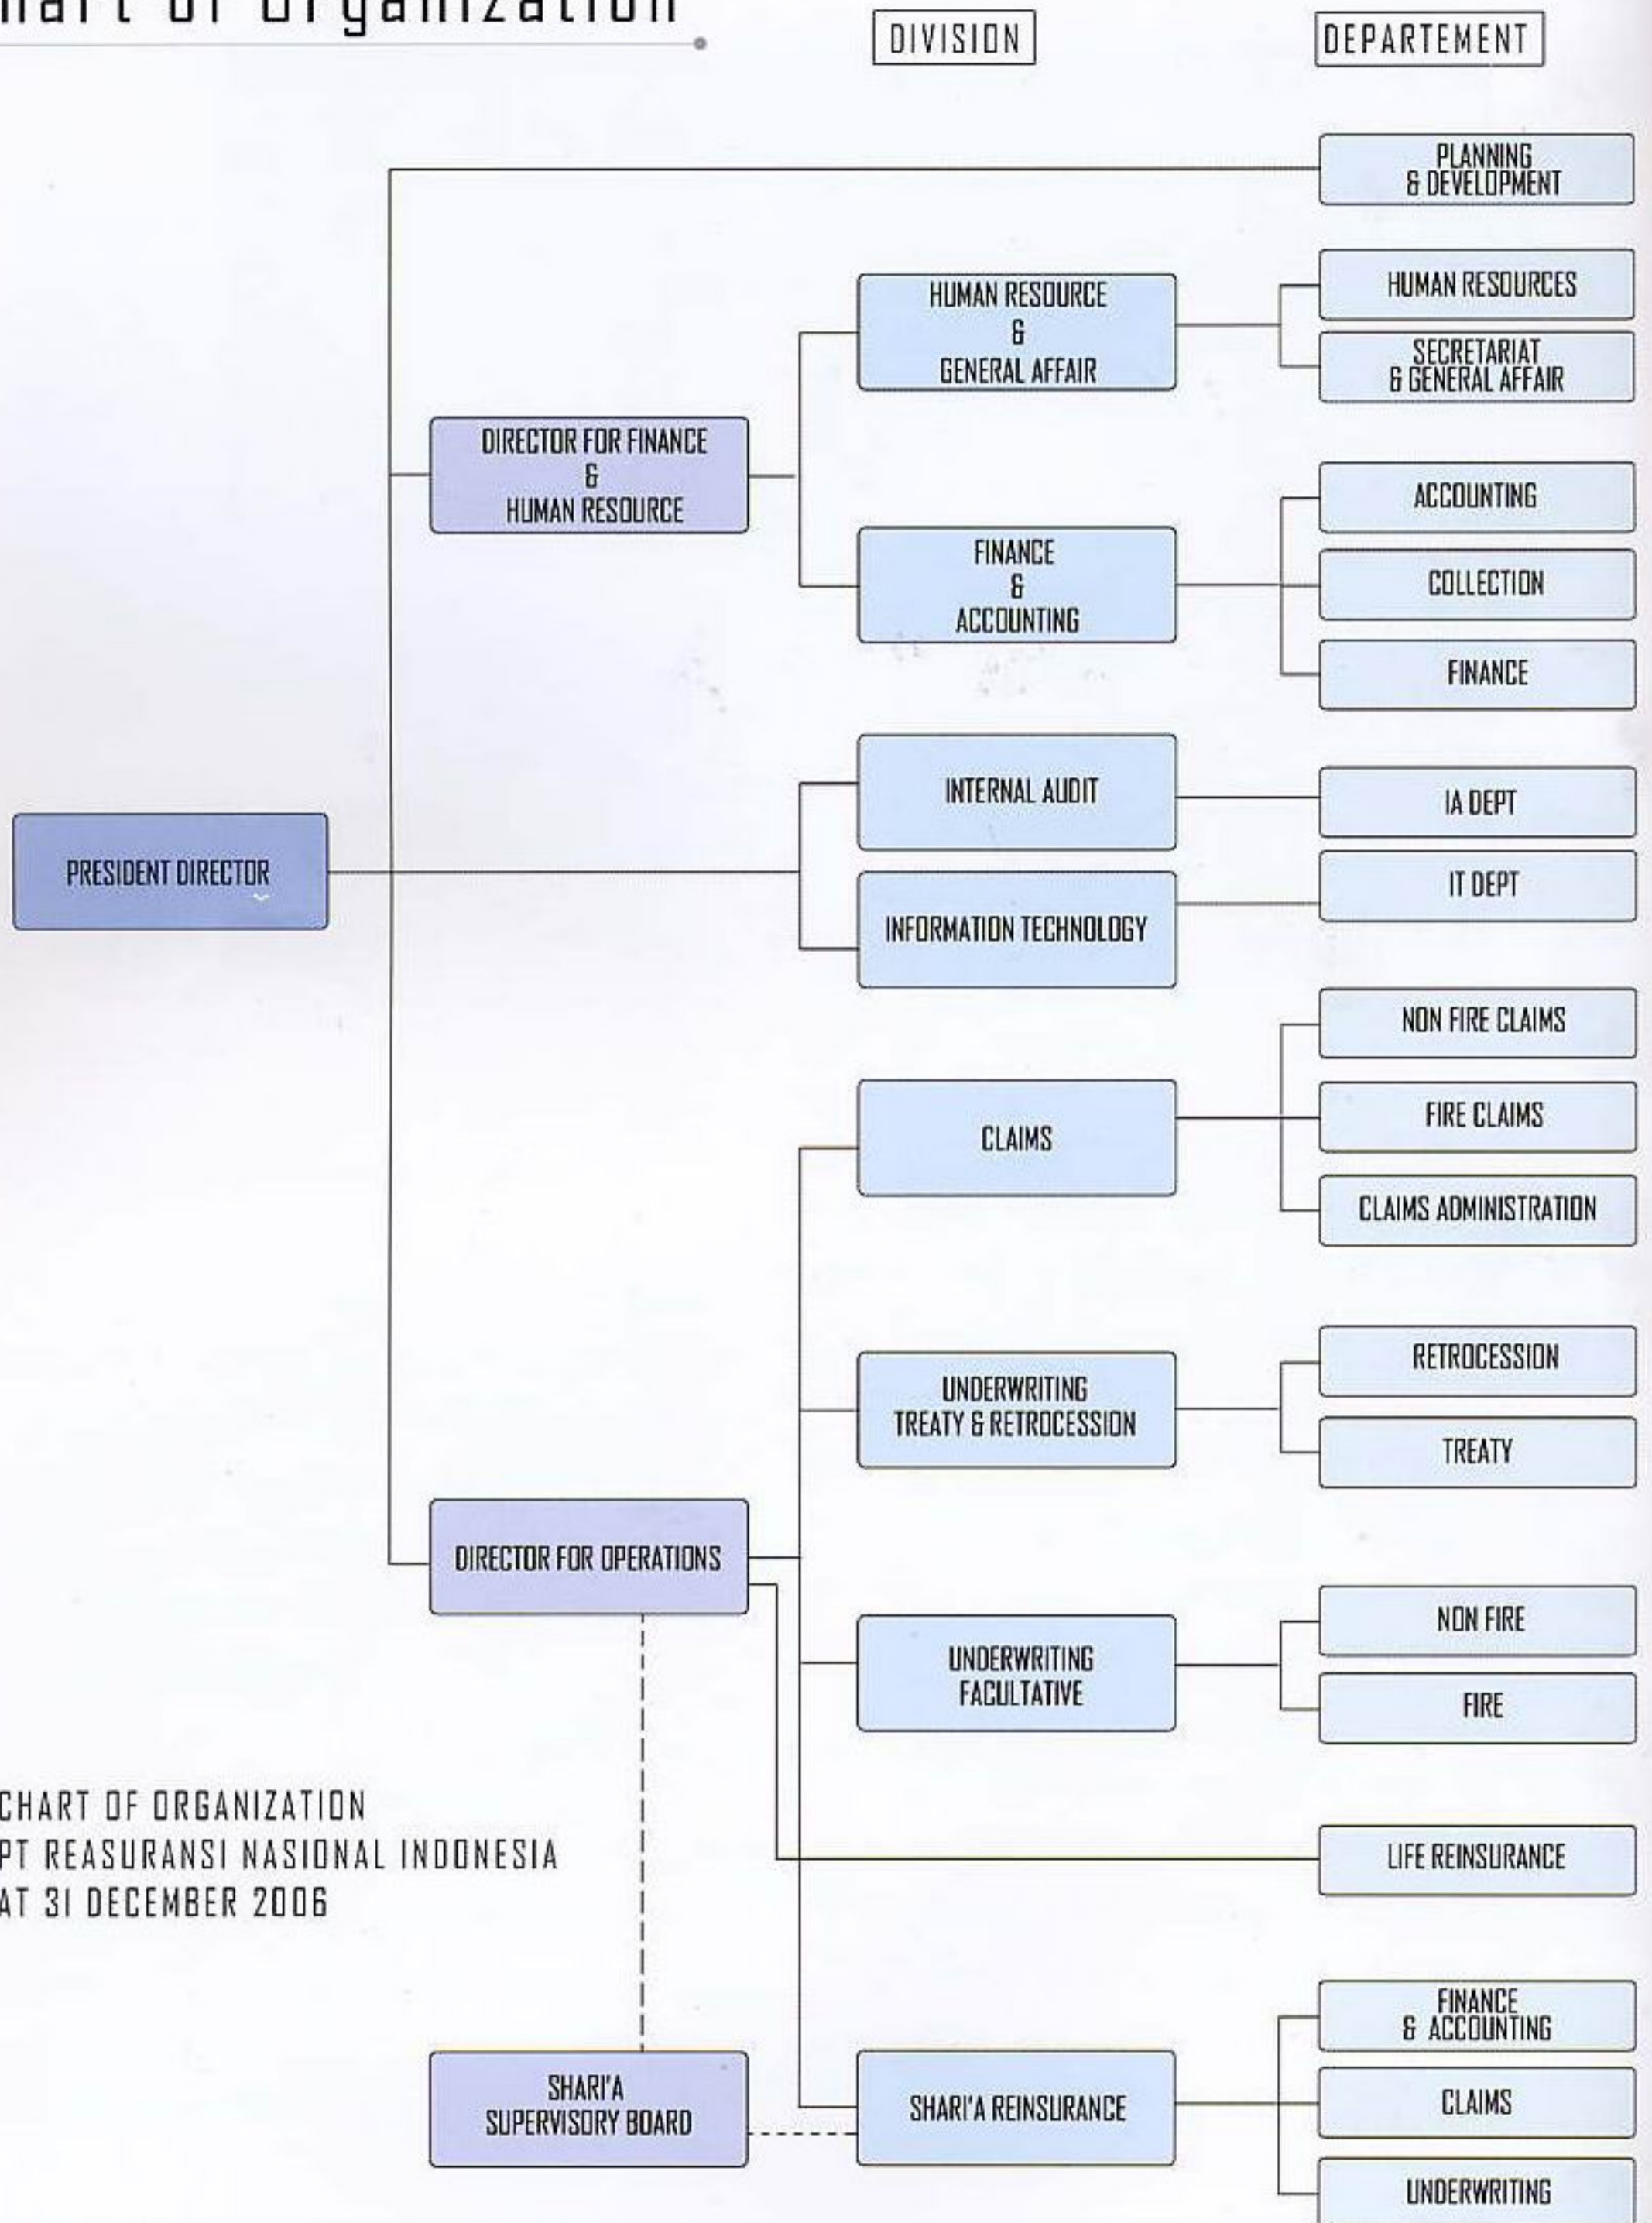 hart of Organization
DIVISION
DEPARTEMENT
PLANNING
& DEVELOPMENT
HUMAN RESOURCE
&
GENERAL AFFAIR
HUMAN RESOURCES
SECRETARIAT
& GENERAL AFFAIR
DIRECTOR FOR FINANCE
&
HUMAN RESOURCE
FINANCE
&
ACCOUNTING
ACCOUNTING
COLLECTION
FINANCE
PRESIDENT DIRECTOR
INTERNAL AUDIT
IA DEPT
INFORMATION TECHNOLOGY
IT DEPT
CLAIMS
NON FIRE CLAIMS
FIRE CLAIMS
CLAIMS ADMINISTRATION
UNDERWRITING
TREATY & RETROCESSION
RETROCESSION
TREATY
DIRECTOR FOR OPERATIONS
UNDERWRITING
FACULTATIVE
NON FIRE
FIRE
LIFE REINSURANCE
CHART OF ORGANIZATION
PT REASURANSI NASIONAL INDONESIA
AT 31 DECEMBER 2006
SHARI'A
SUPERVISORY BOARD
SHARI'A REINSURANCE
FINANCE
& ACCOUNTING
CLAIMS
UNDERWRITING